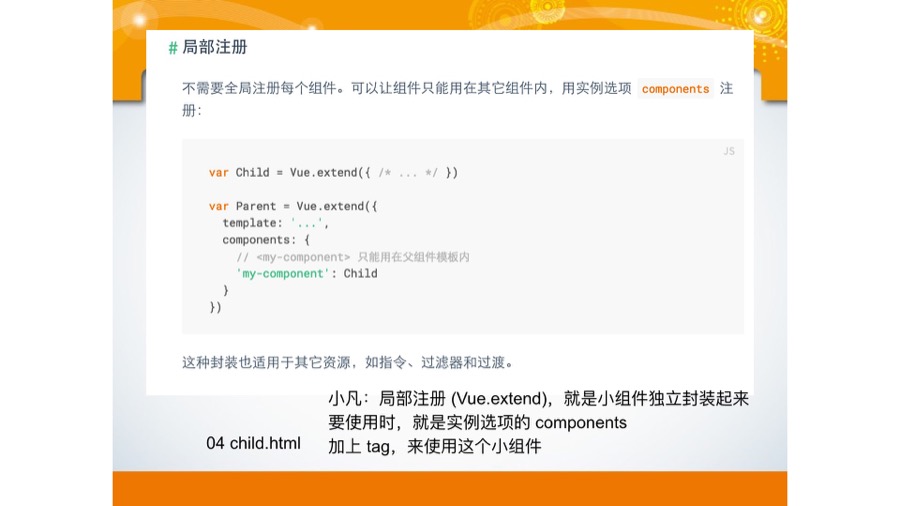 # 局部注册
不需要全局注册每个组件。可以让组件只能用在其它组件内，用实例选项 components 注
册：
JS
var Child = Vue.extend({ /* ... */ })
var Parent = Vue.extend({
  template: '...',
  components: {
    // <my-component> 只能用在父组件模板内
    'my-component': Child
  }
})
这种封装也适用于其它资源，如指令、过滤器和过渡。
小凡：局部注册 (Vue.extend)，就是小组件独立封装起来
要使用时，就是实例选项的 components
加上 tag，来使用这个小组件
04 child.html